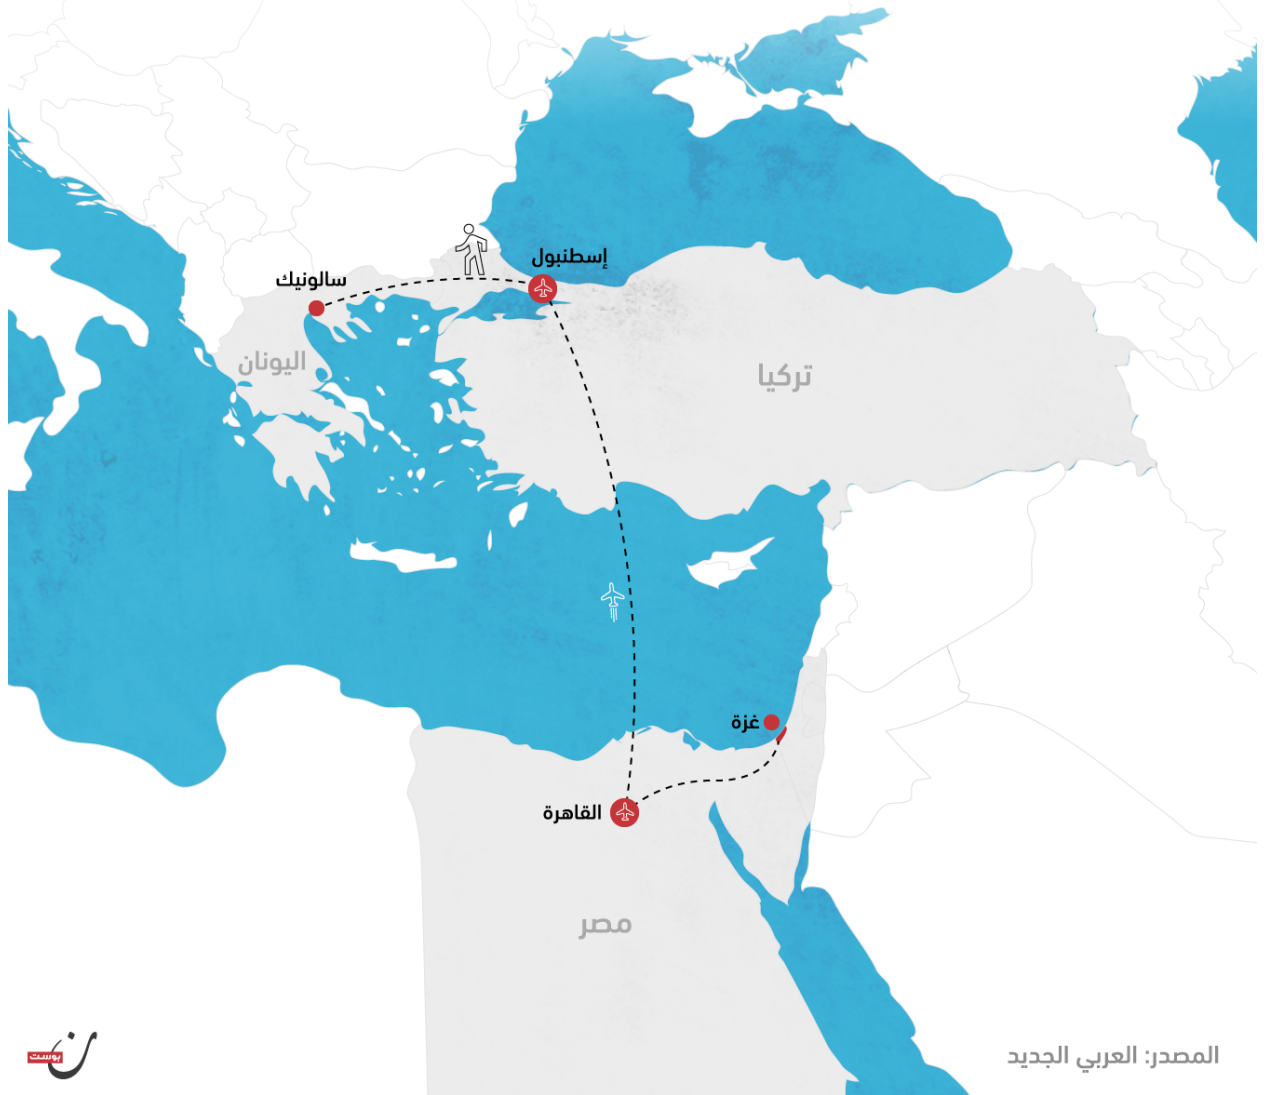 إسطنبول
سالونيك
اليونان
تركيا
غزة
القاهرة
مصر
المصدر: العربي الجديد
ن بوست